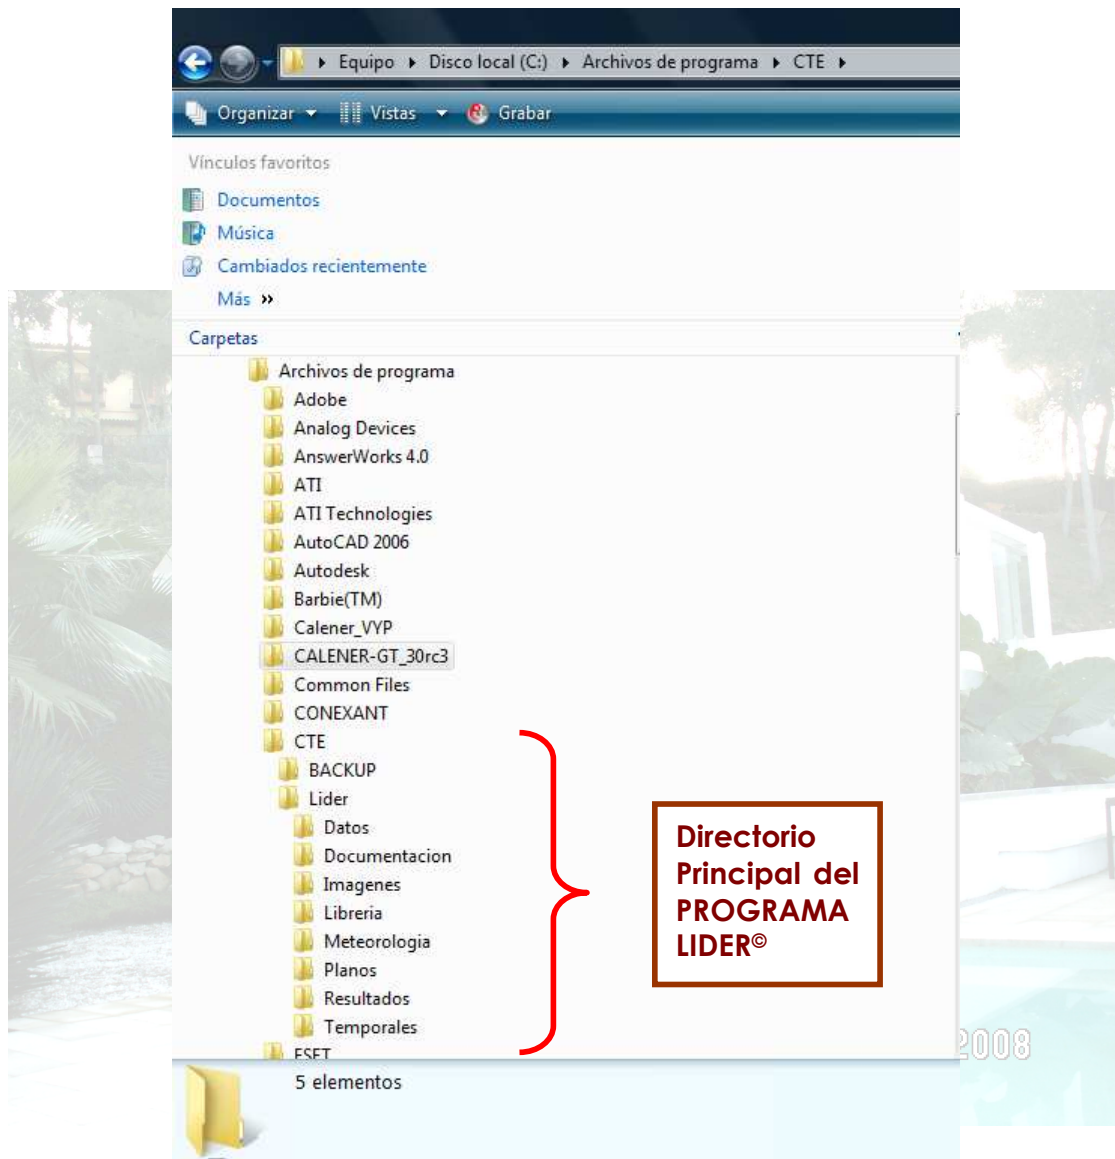 Equipo Disco local (C:) Archivos de programa CTE
Organizar Vistas Grabar
Vínculos favoritos
Documentos
Música
Cambiados recientemente
Más »
Carpetas
Archivos de programa
Adobe
Analog Devices
AnswerWorks 4.0
ATI
ATI Technologies
AutoCAD 2006
Autodesk
Barbie(TM)
Calener_VYP
CALENER-GT_30rc3
Common Files
CONEXANT
CTE
BACKUP
Lider
Datos
Documentacion
Imagenes
Libreria
Meteorologia
Planos
Resultados
Temporales
ESET
Directorio
Principal del
PROGRAMA
LIDER©
2008
5 elementos